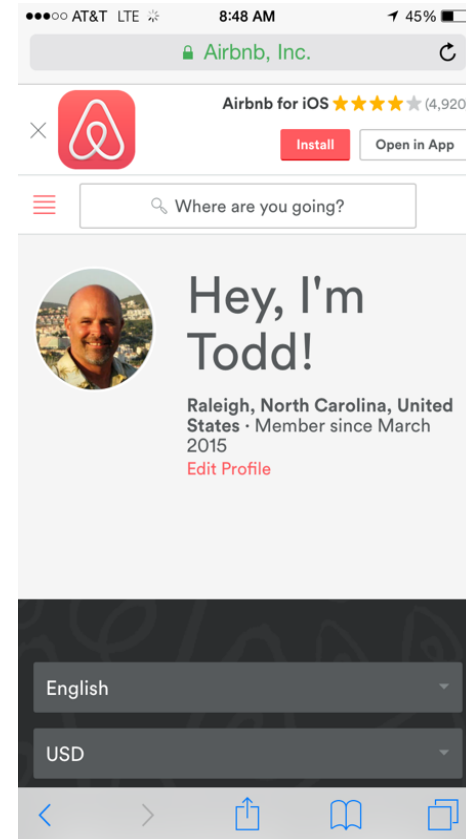 AT&T LTE 8:48 AM 45%
Airbnb, Inc.
Airbnb for iOS (4,920
Install Open in App
Where are you going?
Hey, I'm
Todd!
Raleigh, North Carolina, United
States · Member since March
2015
Edit Profile
English
USD